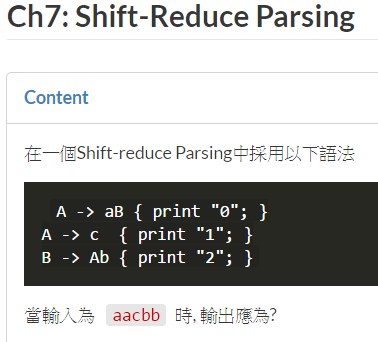 Ch7: Shift-Reduce Parsing
Content
在一個Shift-reduce Parsing中採用以下語法
A -> aB { print "0"; }
A -> c  { print "1"; }
B -> Ab { print "2"; }
當輸入為 aacbb 時, 輸出應為?